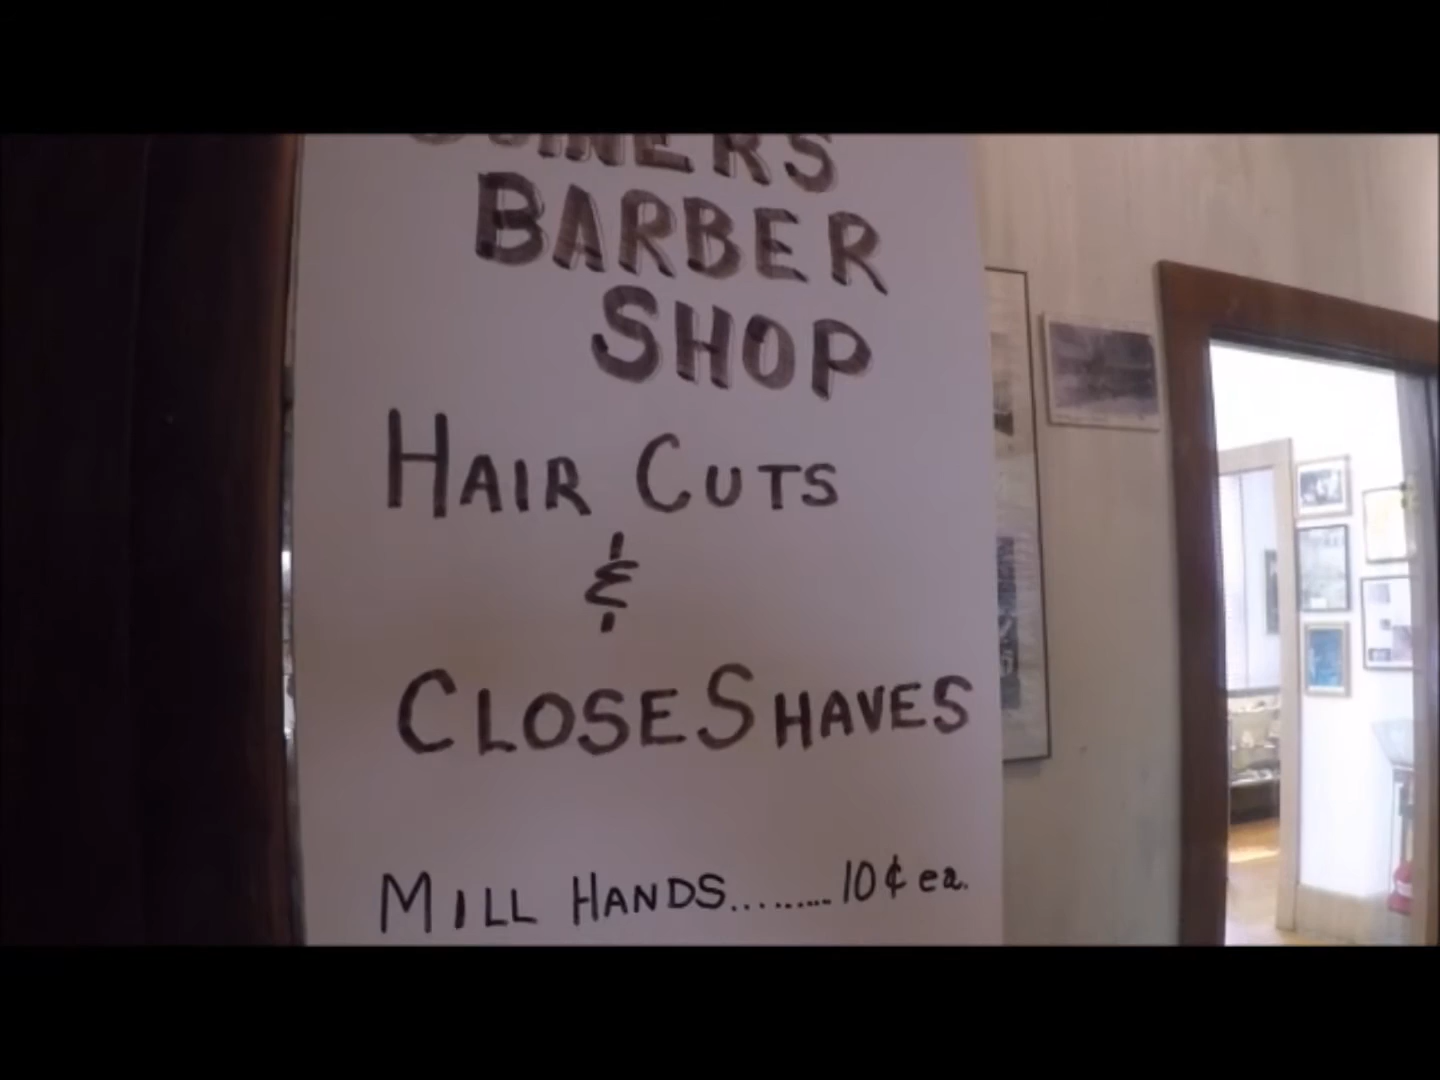 BARBER
SHOP
HAIR CUTS
&
CLOSE SHAVES
MILL HANDS.........10¢ ea.